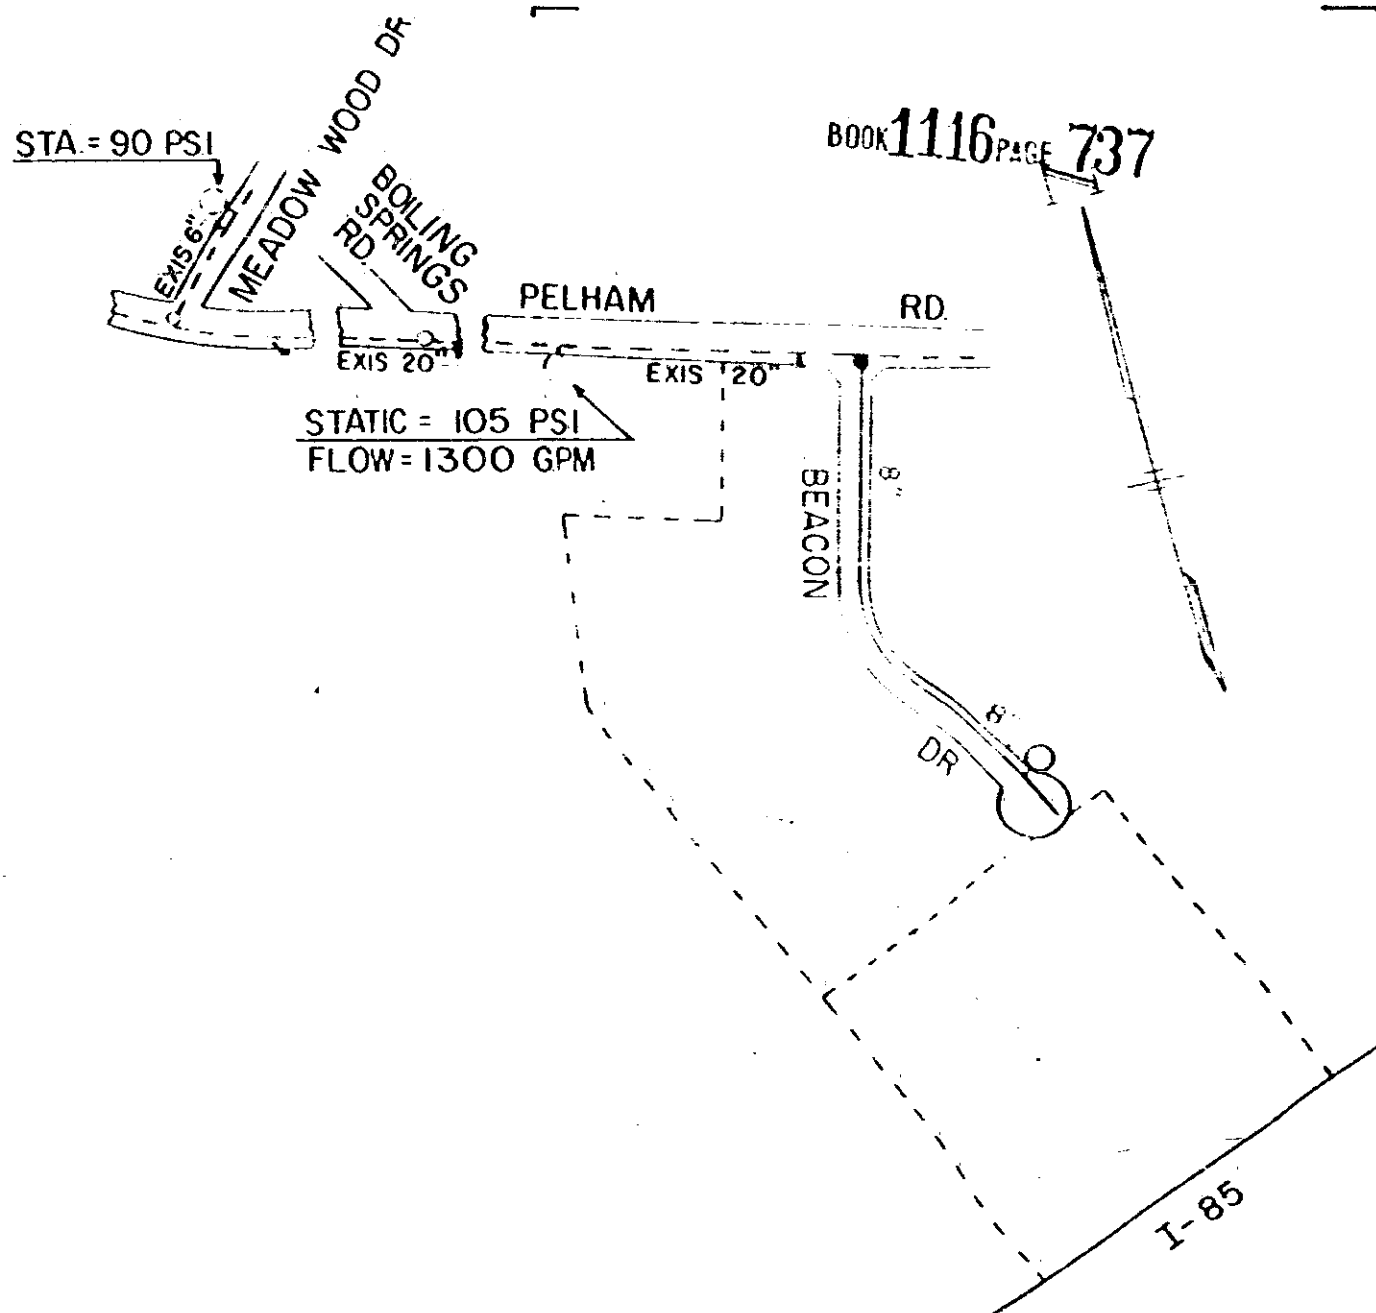 BOOK 1116 PAGE 737
STA. = 90 PSI
EXIS 6"
MEADOW WOOD DR
BOILING
SPRINGS
RD.
PELHAM RD.
EXIS 20"
EXIS 20"
STATIC = 105 PSI
FLOW = 1300 GPM
BEACON
8"
8"
DR
I-85